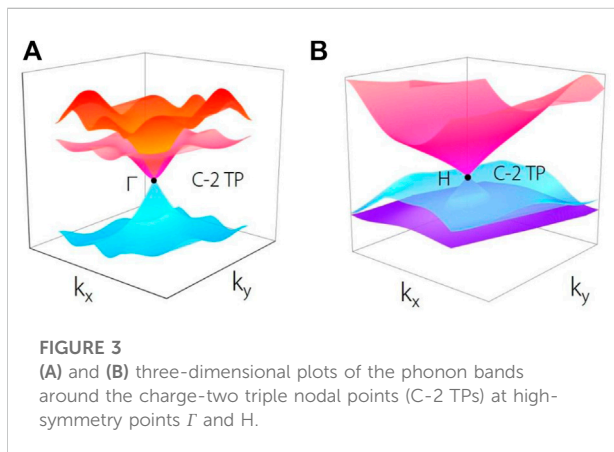 A
B
Γ
C-2 TP
H
C-2 TP
kx
ky
kx
ky
FIGURE 3
(A) and (B) three-dimensional plots of the phonon bands
around the charge-two triple nodal points (C-2 TPs) at high-
symmetry points Γ and H.